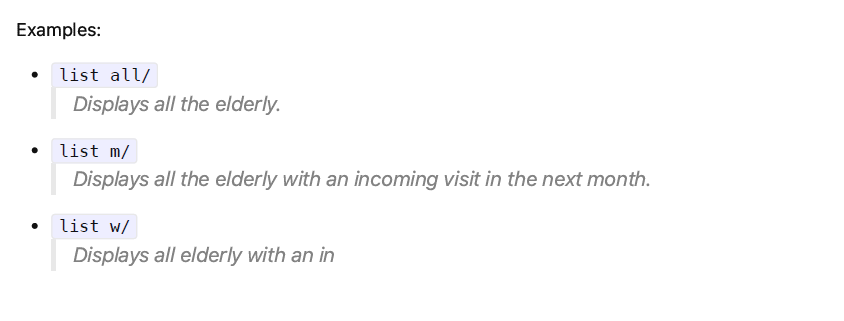 Examples:
• list all/
Displays all the elderly.
• list m/
Displays all the elderly with an incoming visit in the next month.
• list w/
Displays all elderly with an in